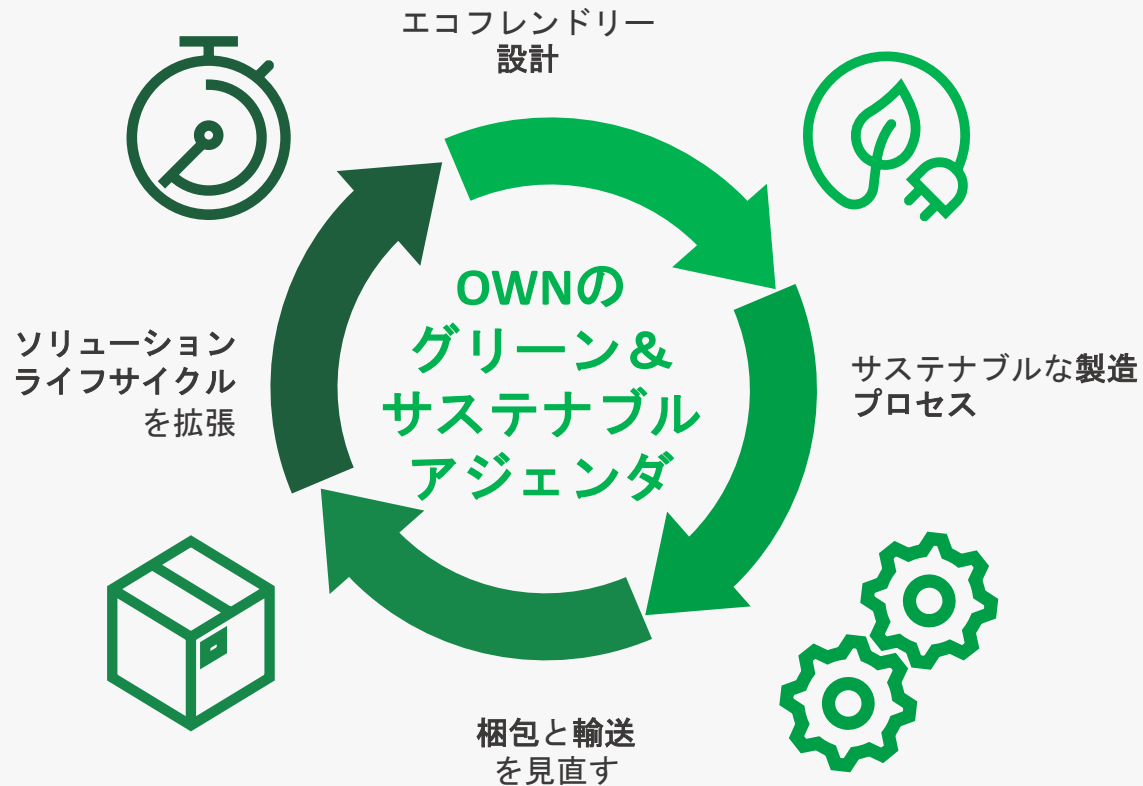 エコフレンドリー
設計
OWNの
グリーン＆
サステナブル
アジェンダ
サステナブルな製造
プロセス
梱包と輸送
を見直す
ソリューション
ライフサイクル
を拡張